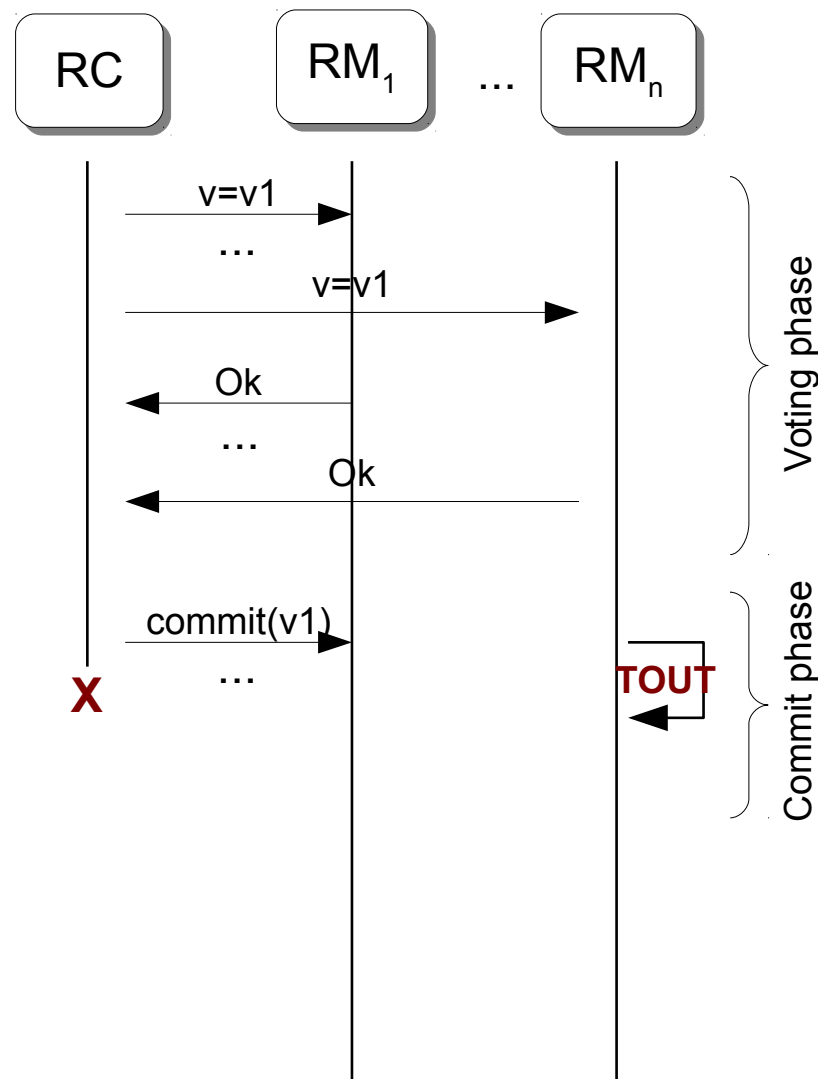 RC
RM₁
...
RMₙ
v=v1
...
v=v1
Ok
...
Ok
Voting phase
commit(v1)
...
X
TOUT
Commit phase